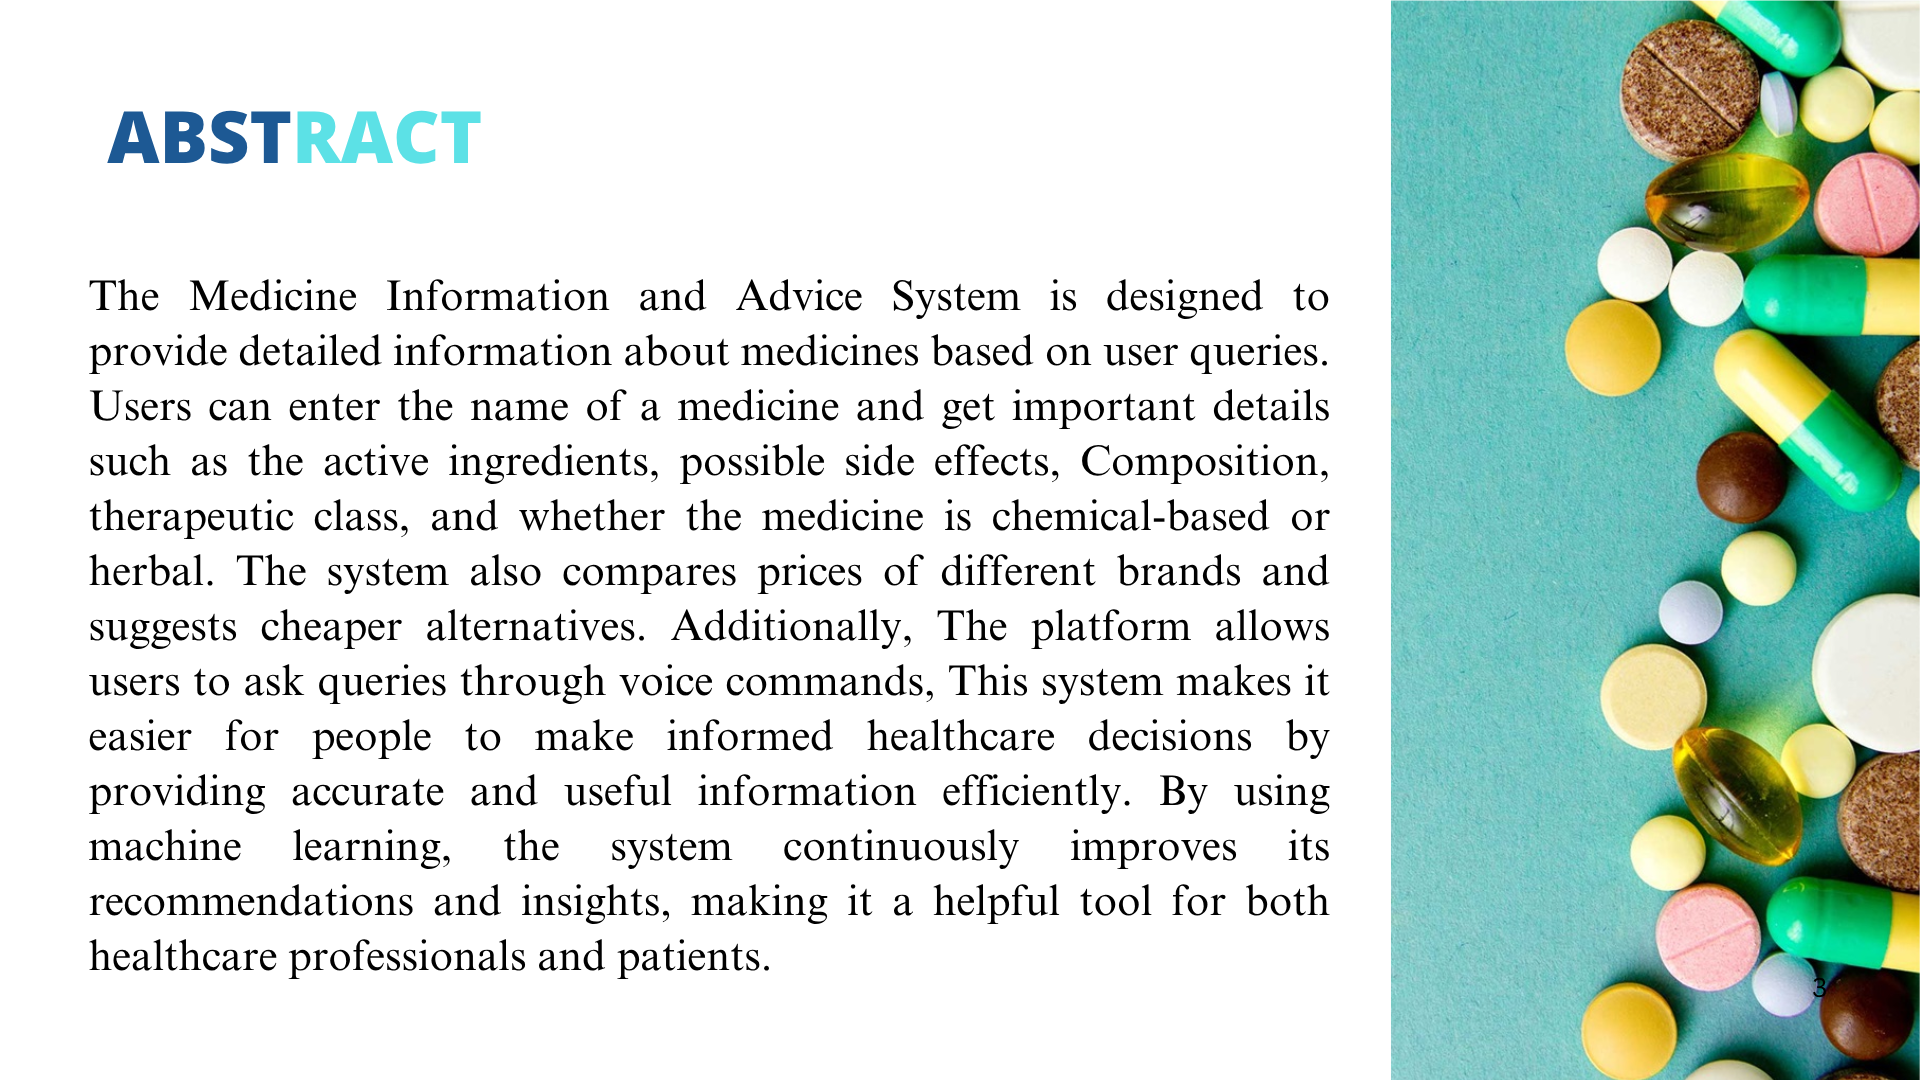 ABSTRACT
The Medicine Information and Advice System is designed to
provide detailed information about medicines based on user queries.
Users can enter the name of a medicine and get important details
such as the active ingredients, possible side effects, Composition,
therapeutic class, and whether the medicine is chemical-based or
herbal. The system also compares prices of different brands and
suggests cheaper alternatives. Additionally, The platform allows
users to ask queries through voice commands, This system makes it
easier for people to make informed healthcare decisions by
providing accurate and useful information efficiently. By using
machine learning, the system continuously improves its
recommendations and insights, making it a helpful tool for both
healthcare professionals and patients.